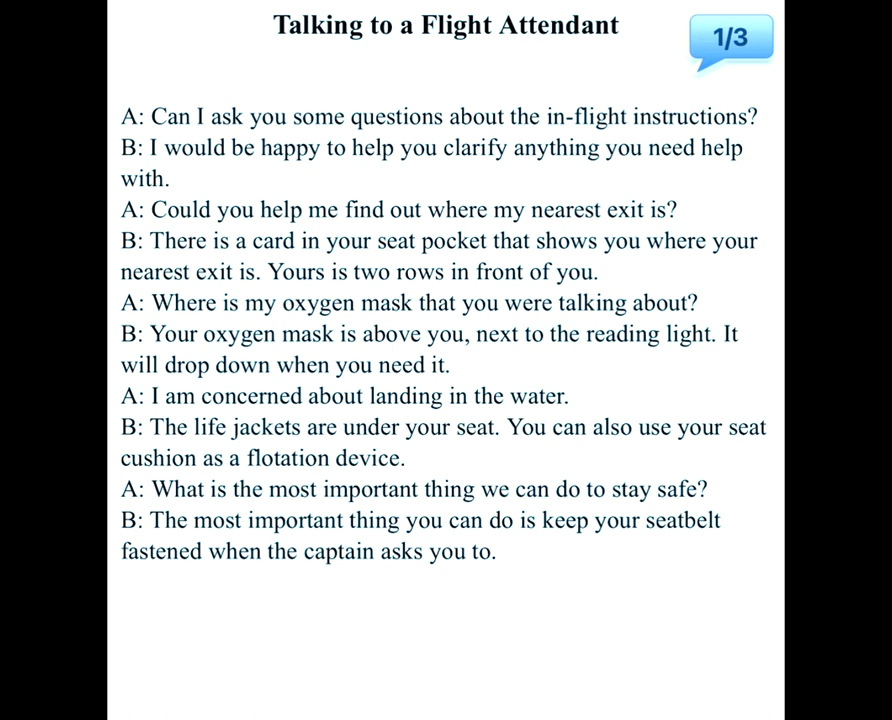 Talking to a Flight Attendant
1/3
A: Can I ask you some questions about the in-flight instructions?
B: I would be happy to help you clarify anything you need help
with.
A: Could you help me find out where my nearest exit is?
B: There is a card in your seat pocket that shows you where your
nearest exit is. Yours is two rows in front of you.
A: Where is my oxygen mask that you were talking about?
B: Your oxygen mask is above you, next to the reading light. It
will drop down when you need it.
A: I am concerned about landing in the water.
B: The life jackets are under your seat. You can also use your seat
cushion as a flotation device.
A: What is the most important thing we can do to stay safe?
B: The most important thing you can do is keep your seatbelt
fastened when the captain asks you to.